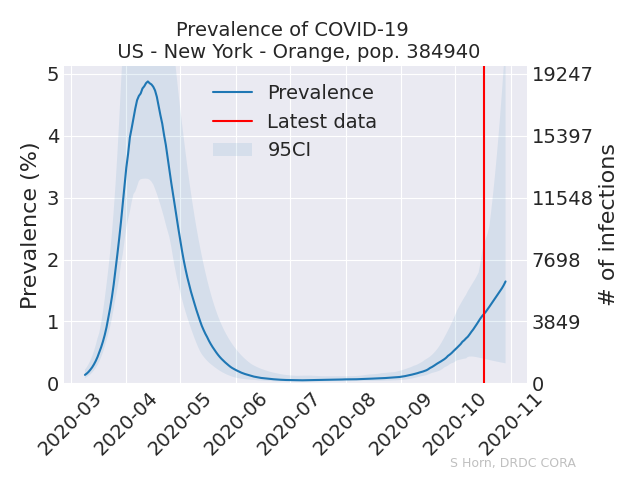 Prevalence of COVID-19
US - New York - Orange, pop. 384940
Prevalence (%)
5
4
3
2
1
0
Prevalence
Latest data
95CI
19247
15397
11548
7698
3849
0
# of infections
2020-03
2020-04
2020-05
2020-06
2020-07
2020-08
2020-09
2020-10
2020-11
S Horn, DRDC CORA